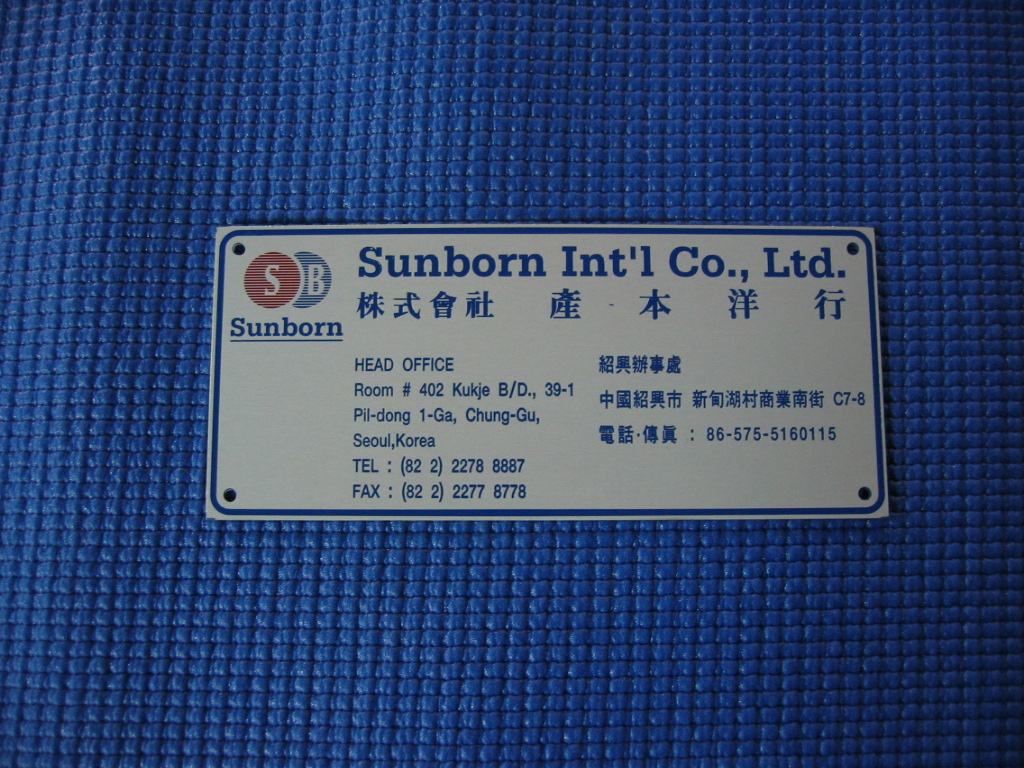 SB
Sunborn
Sunborn Int'l Co., Ltd.
株式會社 產本洋行
HEAD OFFICE
Room # 402 Kukje B/D., 39-1
Pil-dong 1-Ga, Chung-Gu,
Seoul,Korea
TEL : (82 2) 2278 8887
FAX : (82 2) 2277 8778
紹興辦事處
中國紹興市 新甸湖村商業南街 C7-8
電話·傳眞 : 86-575-5160115